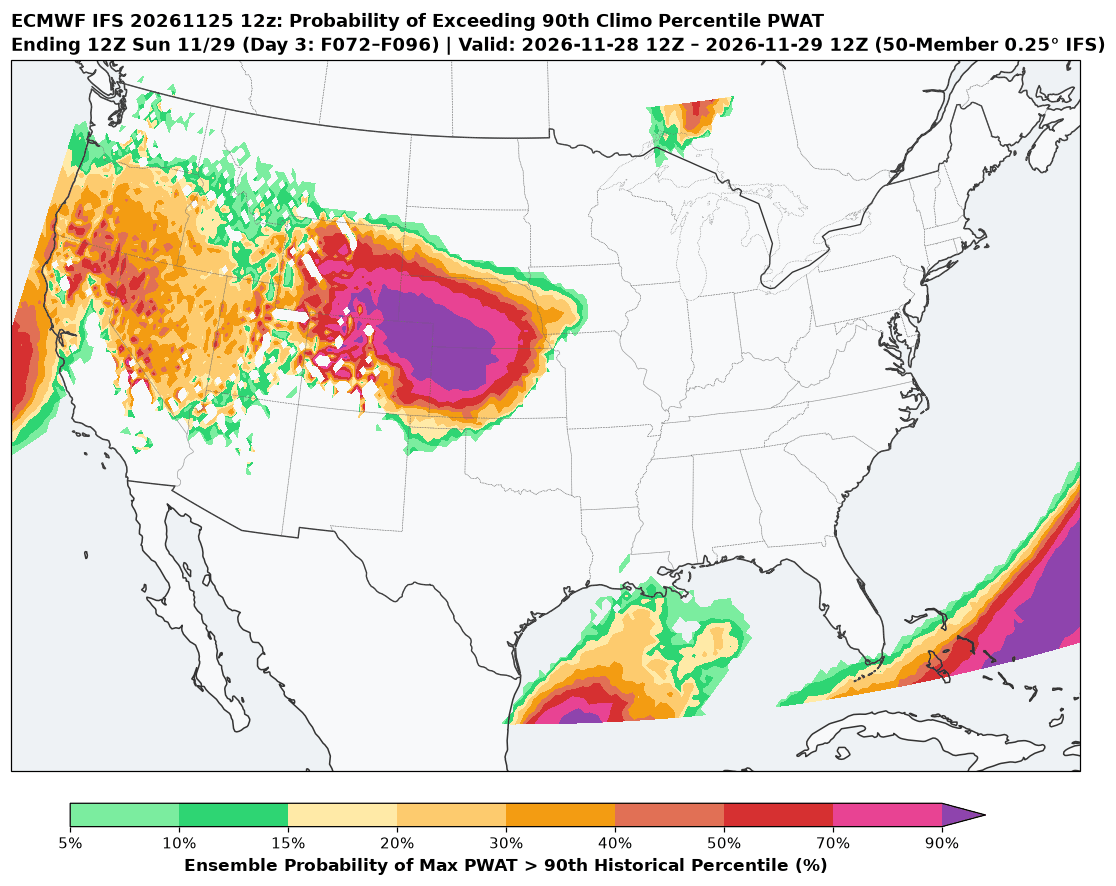 ECMWF IFS 20261125 12z: Probability of Exceeding 90th Climo Percentile PWAT
Ending 12Z Sun 11/29 (Day 3: F072–F096) | Valid: 2026-11-28 12Z – 2026-11-29 12Z (50-Member 0.25° IFS)
5% 10% 15% 20% 30% 40% 50% 70% 90%
Ensemble Probability of Max PWAT > 90th Historical Percentile (%)